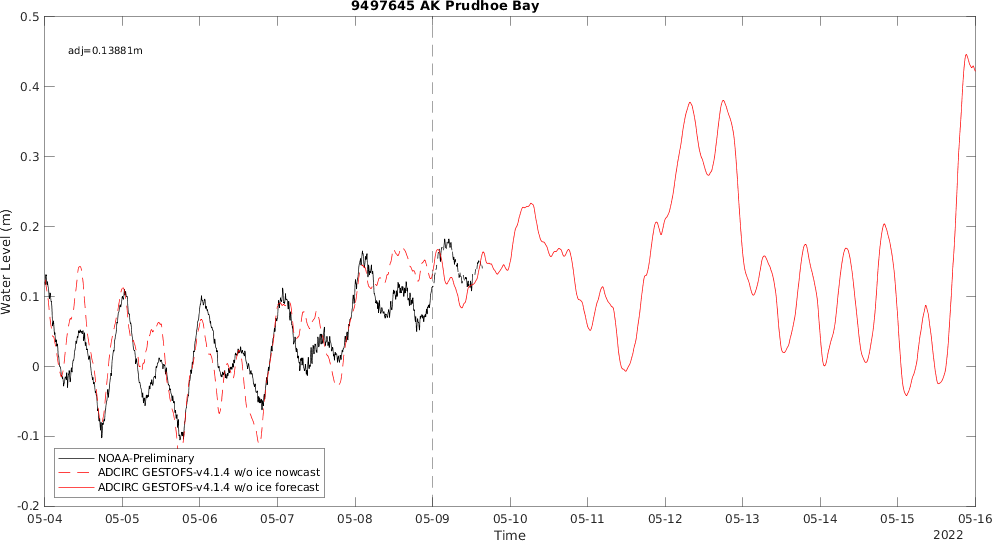 9497645 AK Prudhoe Bay
adj=0.13881m
Water Level (m)
0.5
0.4
0.3
0.2
0.1
0
-0.1
-0.2
NOAA-Preliminary
ADCIRC GESTOFS-v4.1.4 w/o ice nowcast
ADCIRC GESTOFS-v4.1.4 w/o ice forecast
05-04 05-05 05-06 05-07 05-08 05-09 05-10 05-11 05-12 05-13 05-14 05-15 05-16
Time
2022